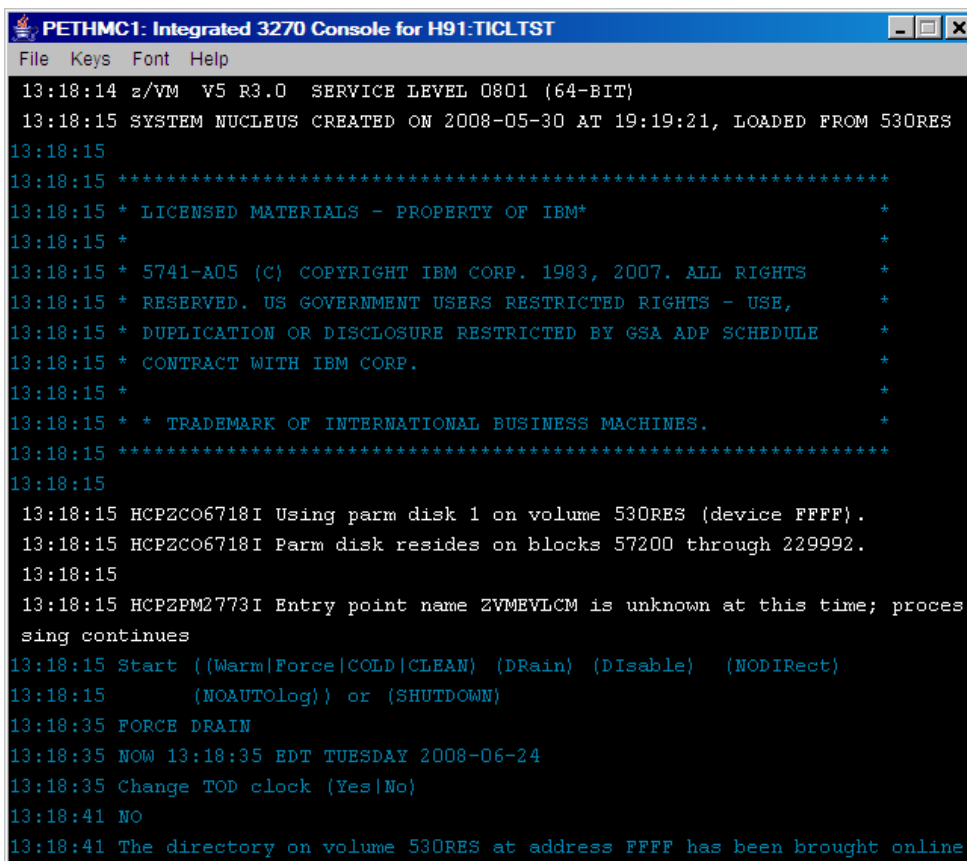 PETHMC1: Integrated 3270 Console for H91:TICLTST
File Keys Font Help
13:18:14 z/VM V5 R3.0 SERVICE LEVEL 0801 (64-BIT)
13:18:15 SYSTEM NUCLEUS CREATED ON 2008-05-30 AT 19:19:21, LOADED FROM 530RES
13:18:15
13:18:15 ****************************************************************
13:18:15 * LICENSED MATERIALS - PROPERTY OF IBM* *
13:18:15 * *
13:18:15 * 5741-A05 (C) COPYRIGHT IBM CORP. 1983, 2007. ALL RIGHTS *
13:18:15 * RESERVED. US GOVERNMENT USERS RESTRICTED RIGHTS - USE, *
13:18:15 * DUPLICATION OR DISCLOSURE RESTRICTED BY GSA ADP SCHEDULE *
13:18:15 * CONTRACT WITH IBM CORP. *
13:18:15 * *
13:18:15 * * TRADEMARK OF INTERNATIONAL BUSINESS MACHINES. *
13:18:15 ****************************************************************
13:18:15
13:18:15 HCPZCO6718I Using parm disk 1 on volume 530RES (device FFFF).
13:18:15 HCPZCO6718I Parm disk resides on blocks 57200 through 229992.
13:18:15
13:18:15 HCPZPM2773I Entry point name ZVMEVLCM is unknown at this time; proces
sing continues
13:18:15 Start ((Warm|Force|COLD|CLEAN) (DRain) (DIsable) (NODIRect)
13:18:15 (NOAUTOlog)) or (SHUTDOWN)
13:18:35 FORCE DRAIN
13:18:35 NOW 13:18:35 EDT TUESDAY 2008-06-24
13:18:35 Change TOD clock (Yes|No)
13:18:41 NO
13:18:41 The directory on volume 530RES at address FFFF has been brought online